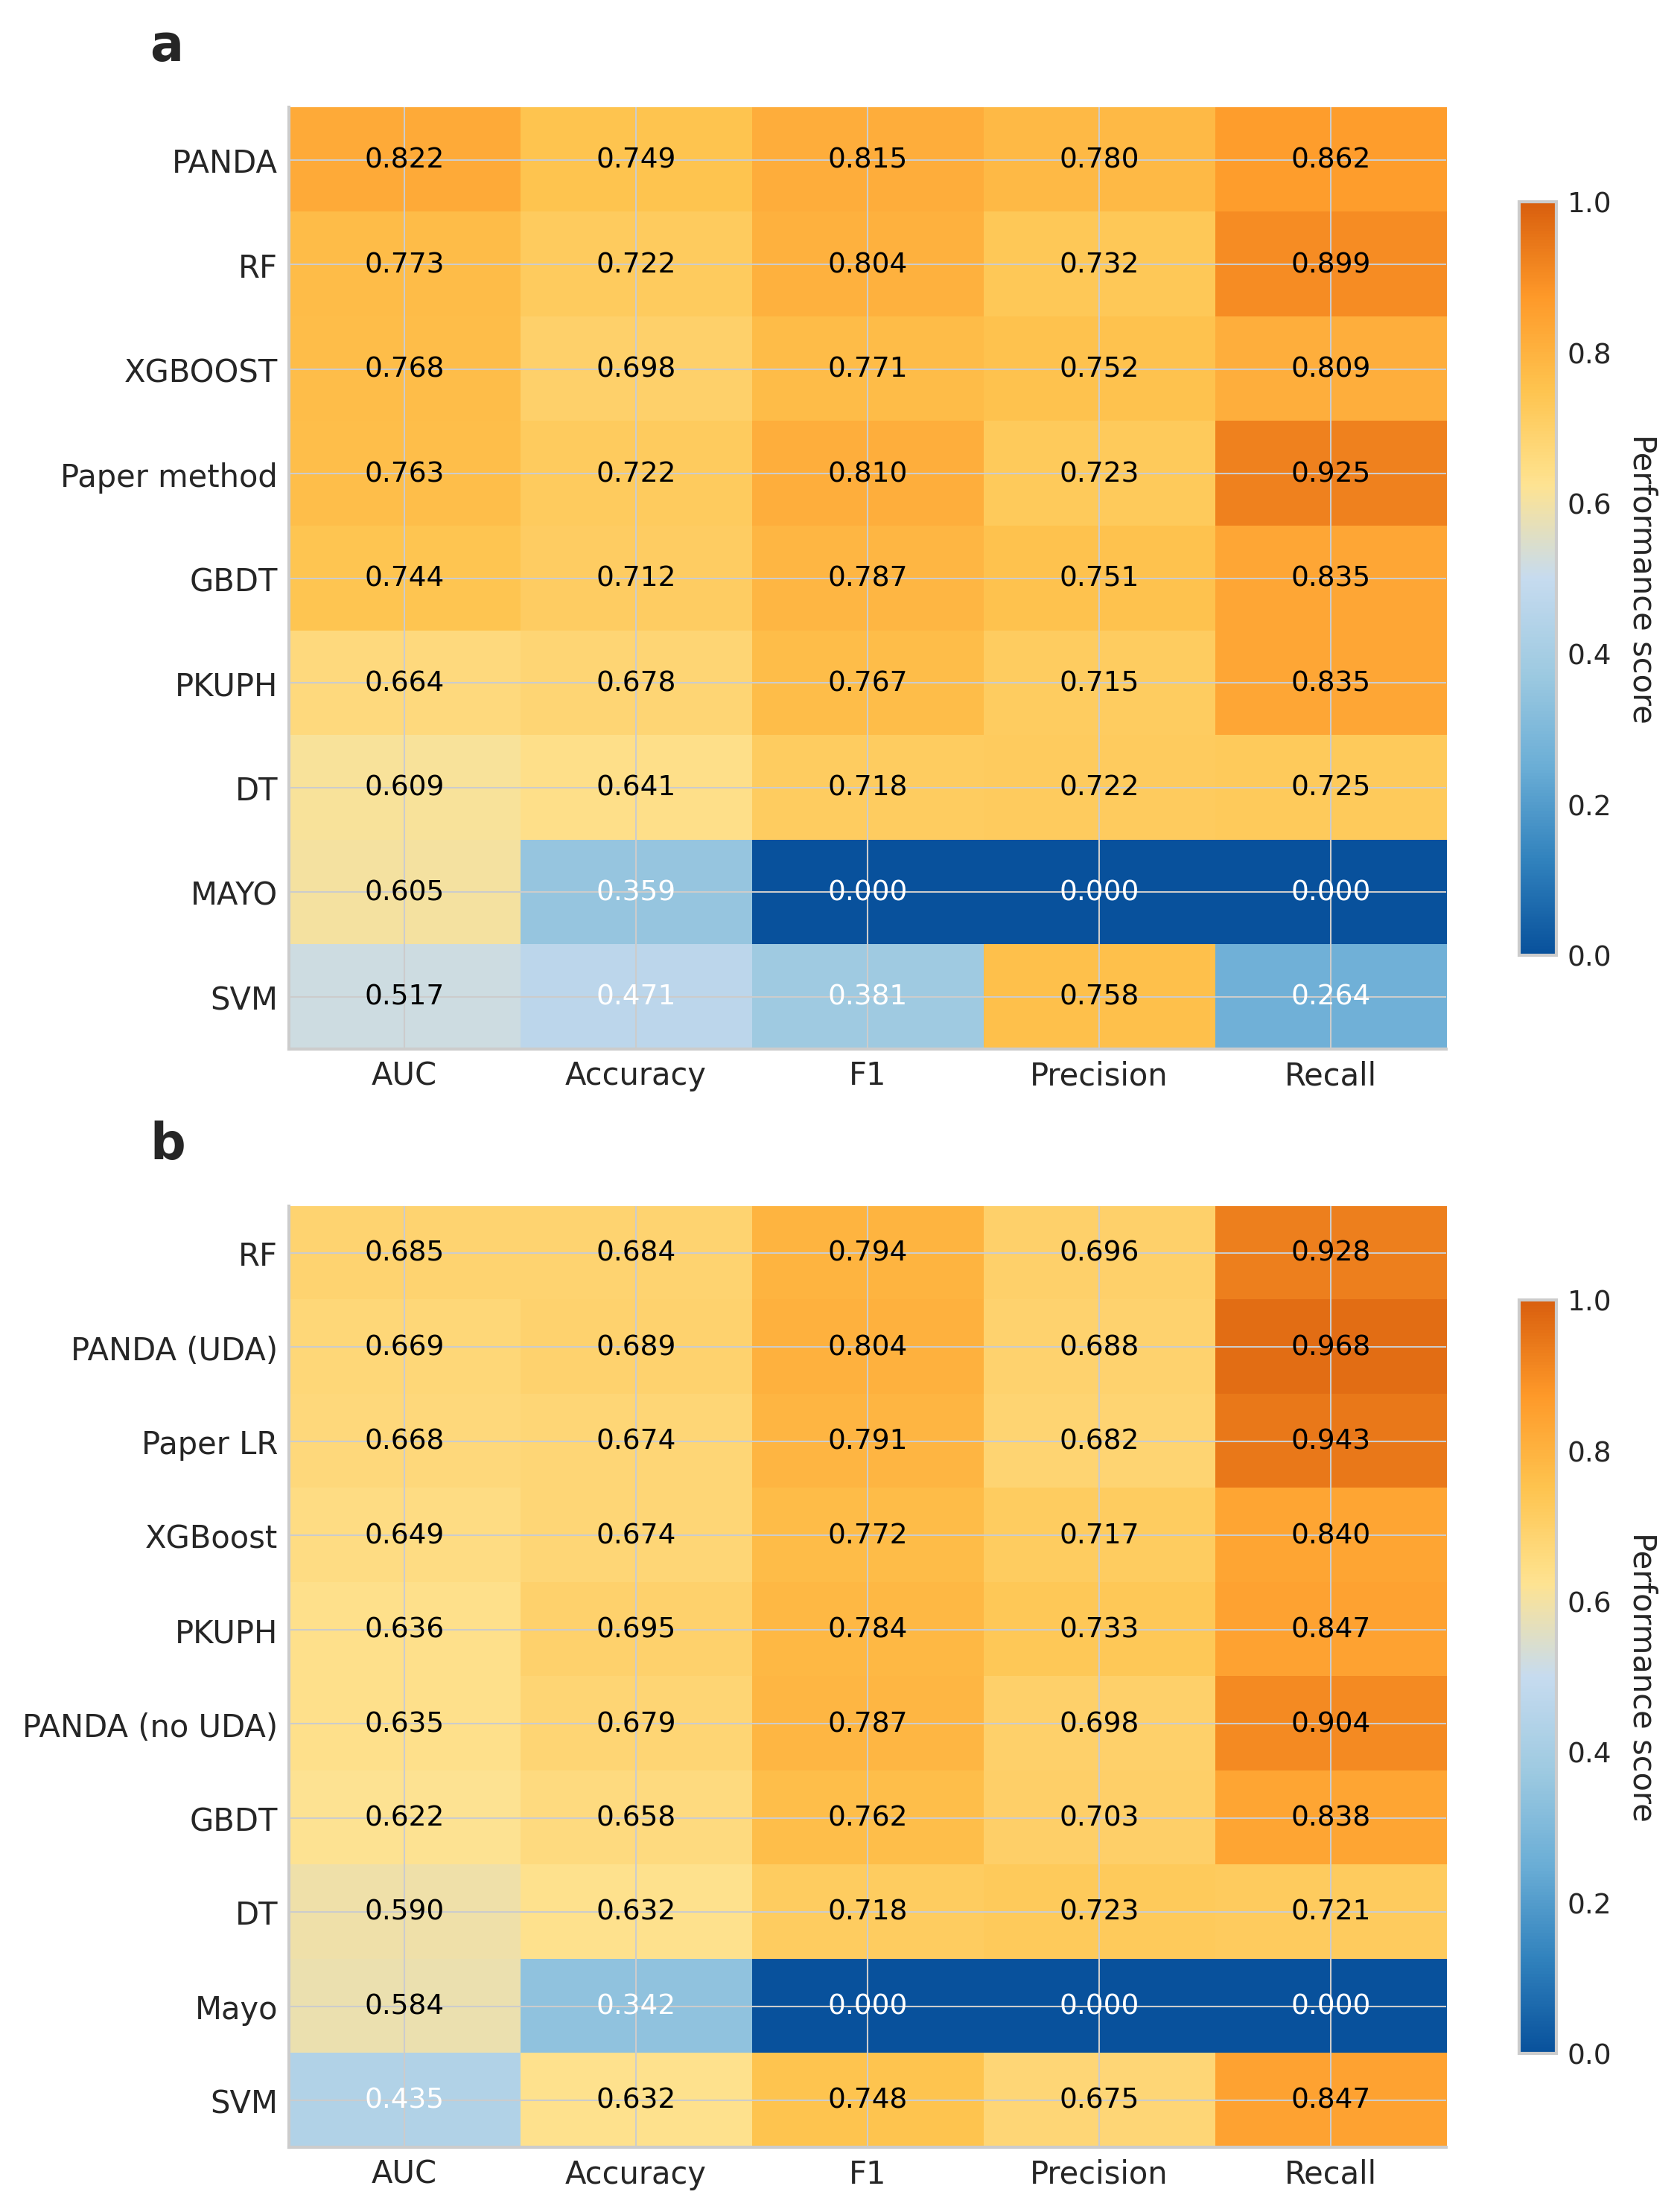 a
PANDA 0.822 0.749 0.815 0.780 0.862
RF 0.773 0.722 0.804 0.732 0.899
XGBOOST 0.768 0.698 0.771 0.752 0.809
Paper method 0.763 0.722 0.810 0.723 0.925
GBDT 0.744 0.712 0.787 0.751 0.835
PKUPH 0.664 0.678 0.767 0.715 0.835
DT 0.609 0.641 0.718 0.722 0.725
MAYO 0.605 0.359 0.000 0.000 0.000
SVM 0.517 0.471 0.381 0.758 0.264
AUC Accuracy F1 Precision Recall
1.0
0.8
0.6
0.4
0.2
0.0
Performance score
b
RF 0.685 0.684 0.794 0.696 0.928
PANDA (UDA) 0.669 0.689 0.804 0.688 0.968
Paper LR 0.668 0.674 0.791 0.682 0.943
XGBoost 0.649 0.674 0.772 0.717 0.840
PKUPH 0.636 0.695 0.784 0.733 0.847
PANDA (no UDA) 0.635 0.679 0.787 0.698 0.904
GBDT 0.622 0.658 0.762 0.703 0.838
DT 0.590 0.632 0.718 0.723 0.721
Mayo 0.584 0.342 0.000 0.000 0.000
SVM 0.435 0.632 0.748 0.675 0.847
AUC Accuracy F1 Precision Recall
1.0
0.8
0.6
0.4
0.2
0.0
Performance score